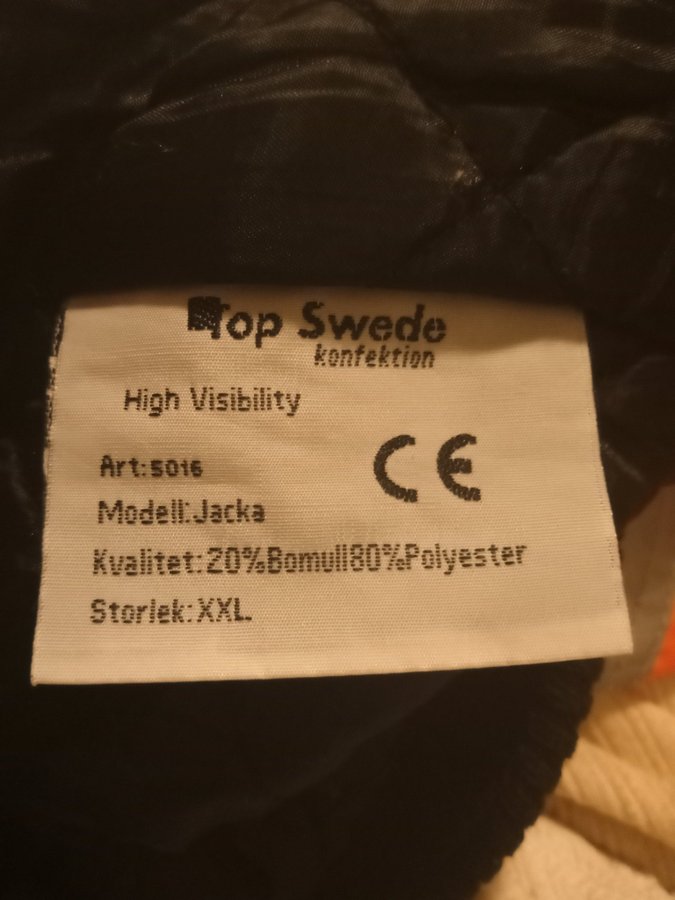 Top Swede
konfektion
High Visibility
Art:5016
Modell:Jacka
CE
Kvalitet:20%Bomull80%Polyester
Storlek:XXL